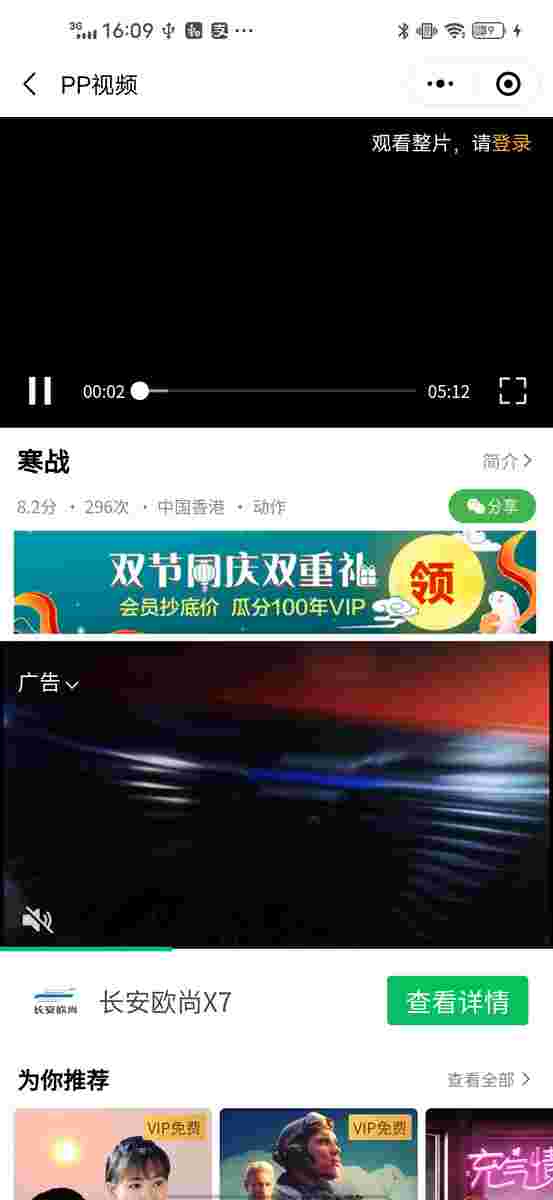 3G 16:09
PP视频
观看整片，请登录
00:02
05:12
寒战
简介
8.2分 · 296次 · 中国香港 · 动作
分享
双节同庆双重礼
会员抄底价 瓜分100年VIP
领
广告
长安欧尚
长安欧尚X7
查看详情
为你推荐
查看全部
VIP免费
VIP免费